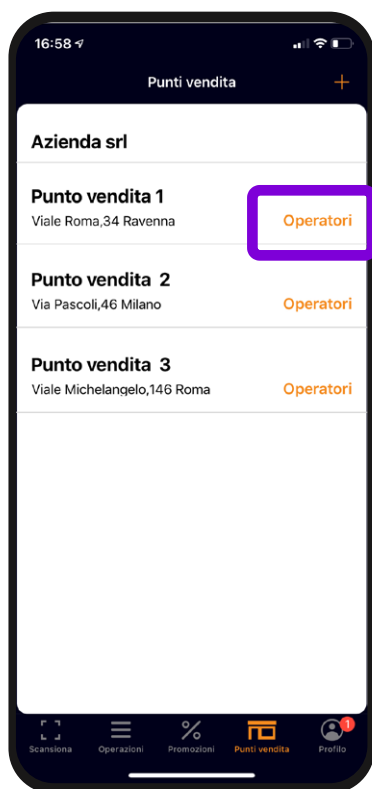 16:58
Punti vendita
Azienda srl
Punto vendita 1
Viale Roma,34 Ravenna
Operatori
Punto vendita 2
Via Pascoli,46 Milano
Operatori
Punto vendita 3
Viale Michelangelo,146 Roma
Operatori
1
Scansiona Operazioni Promozioni Punti vendita Profilo